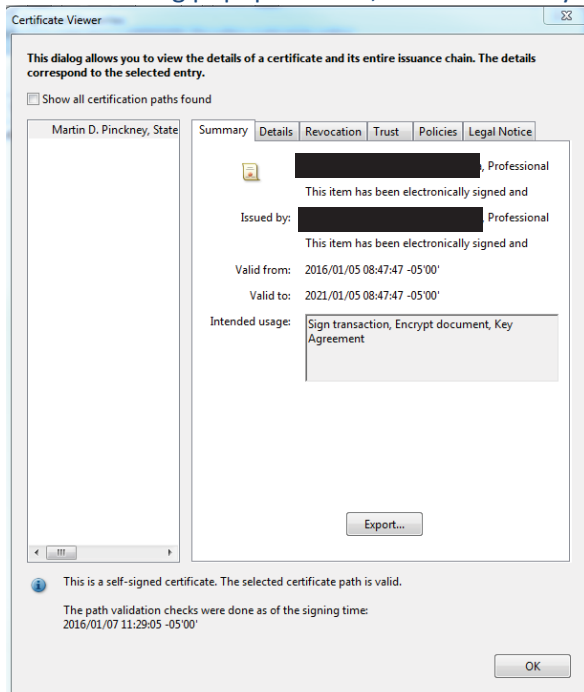 Certificate Viewer
This dialog allows you to view the details of a certificate and its entire issuance chain. The details
correspond to the selected entry.
Show all certification paths found
Martin D. Pinckney, State
Summary Details Revocation Trust Policies Legal Notice
, Professional
This item has been electronically signed and
Issued by: , Professional
This item has been electronically signed and
Valid from: 2016/01/05 08:47:47 -05'00'
Valid to: 2021/01/05 08:47:47 -05'00'
Intended usage: Sign transaction, Encrypt document, Key
Agreement
Export...
This is a self-signed certificate. The selected certificate path is valid.
The path validation checks were done as of the signing time:
2016/01/07 11:29:05 -05'00'
OK